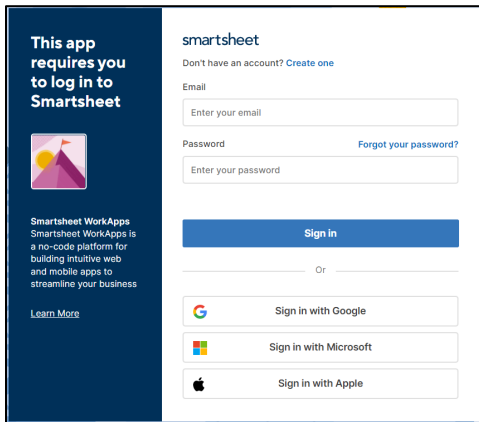 This app
requires you
to log in to
Smartsheet
Smartsheet WorkApps
Smartsheet WorkApps is
a no-code platform for
building intuitive web
and mobile apps to
streamline your business
Learn More
smartsheet
Don't have an account? Create one
Email
Enter your email
Password Forgot your password?
Enter your password
Sign in
Or
Sign in with Google
Sign in with Microsoft
Sign in with Apple